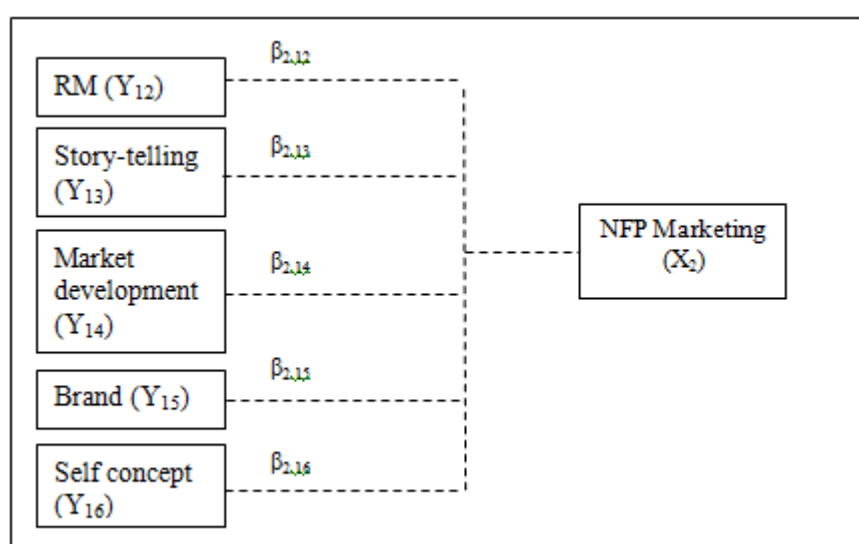 β₂,₁₂
RM (Y₁₂)
β₂,₁₃
Story-telling
(Y₁₃)
NFP Marketing
(X₂)
Market
development
(Y₁₄)
β₂,₁₄
β₂,₁₅
Brand (Y₁₅)
β₂,₁₆
Self concept
(Y₁₆)